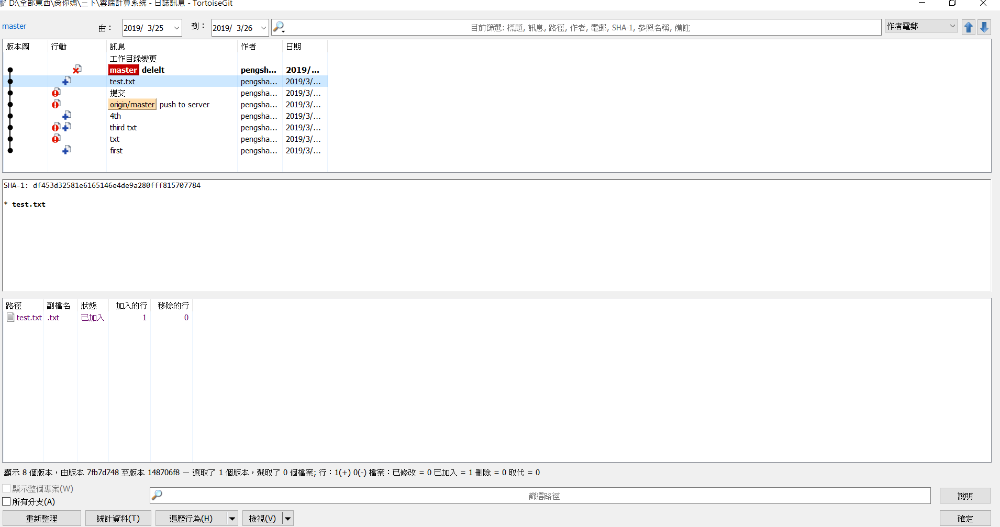 D:\全部東西\肏你媽\三下\雲端計算系統 - 日誌訊息 - TortoiseGit
master
由：
2019/ 3/25
到：
2019/ 3/26
目前篩選: 標題, 訊息, 路徑, 作者, 電郵, SHA-1, 參照名稱, 備註
作者電郵
版本圖 行動 訊息 作者 日期
工作目錄變更
master delelt pengsh... 2019/...
test.txt pengsha... 2019/3/...
提交 pengsha... 2019/3/...
origin/master push to server pengsha... 2019/3/...
4th pengsha... 2019/3/...
third txt pengsha... 2019/3/...
txt pengsha... 2019/3/...
first pengsha... 2019/3/...
SHA-1: df453d32581e6165146e4de9a280fff815707784
* test.txt
路徑 副檔名 狀態 加入的行 移除的行
test.txt .txt 已加入 1 0
顯示 8 個版本，由版本 7fb7d748 至版本 148706f8 － 選取了 1 個版本，選取了 0 個檔案; 行：1(+) 0(-) 檔案：已修改 = 0 已加入 = 1 刪除 = 0 取代 = 0
顯示整個專案(W)
所有分支(A)
篩選路徑
說明
重新整理
統計資料(T)
遍歷行為(H)
檢視(V)
確定